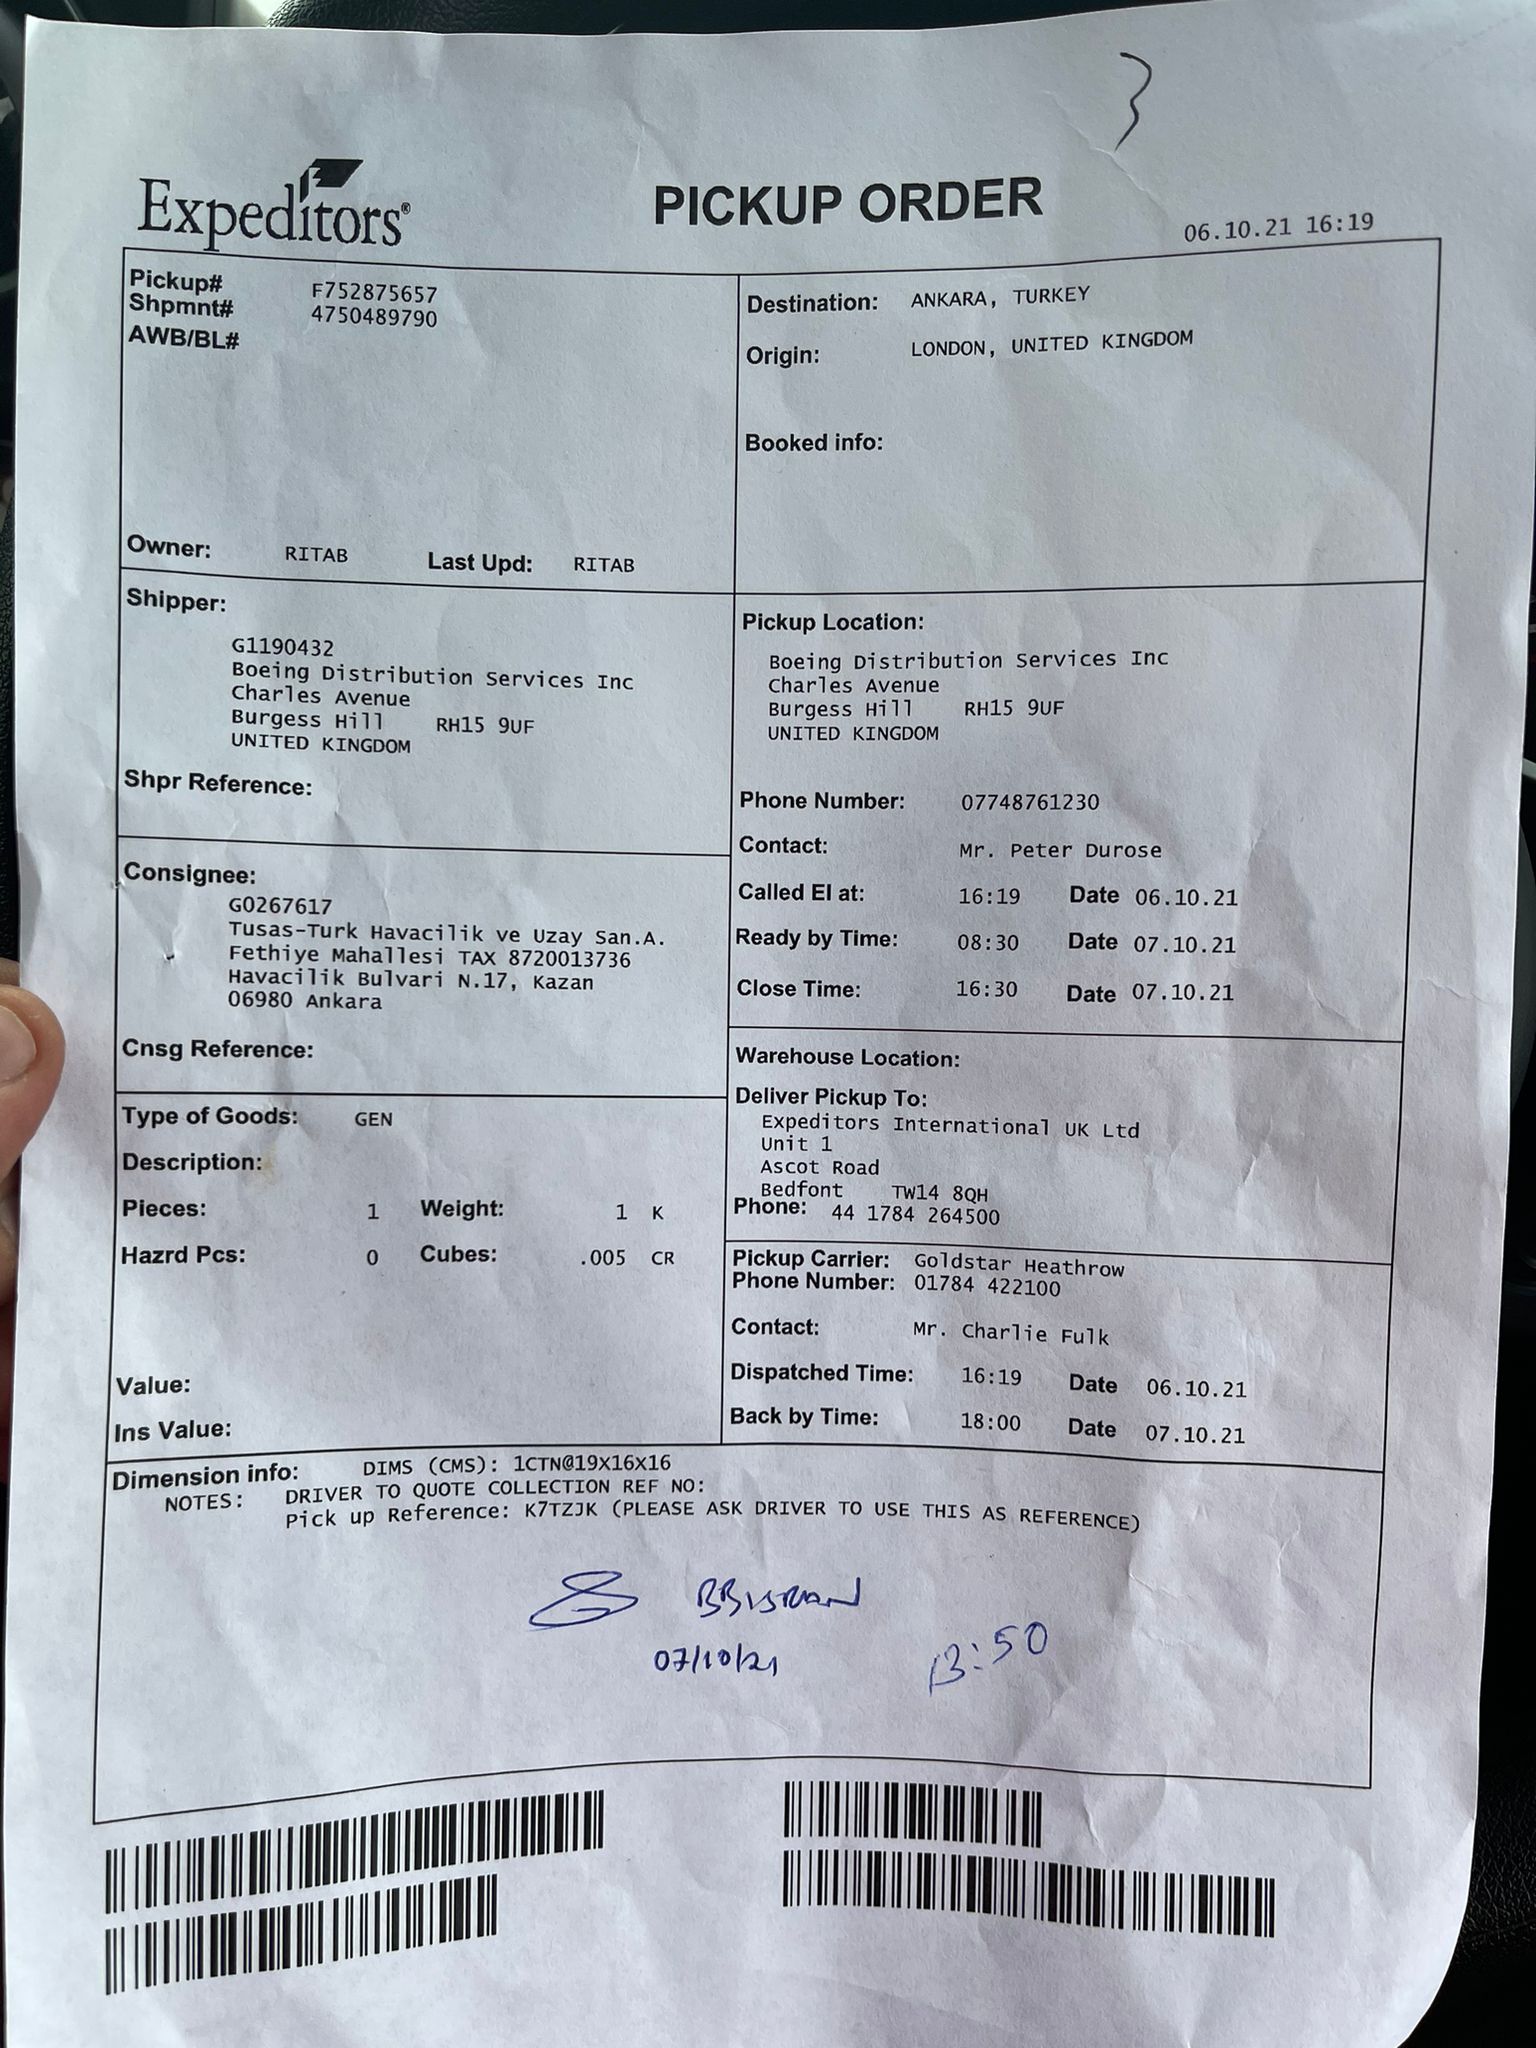 Expeditors®
PICKUP ORDER
06.10.21 16:19
Pickup# F752875657
Shpmnt# 4750489790
AWB/BL#
Owner: RITAB Last Upd: RITAB
Destination: ANKARA, TURKEY
Origin: LONDON, UNITED KINGDOM
Booked info:
Shipper:
G1190432
Boeing Distribution Services Inc
Charles Avenue
Burgess Hill RH15 9UF
UNITED KINGDOM
Shpr Reference:
Pickup Location:
Boeing Distribution Services Inc
Charles Avenue
Burgess Hill RH15 9UF
UNITED KINGDOM
Phone Number: 07748761230
Contact: Mr. Peter Durose
Called EI at: 16:19 Date 06.10.21
Ready by Time: 08:30 Date 07.10.21
Close Time: 16:30 Date 07.10.21
Consignee:
G0267617
Tusas-Turk Havacilik ve Uzay San.A.
Fethiye Mahallesi TAX 8720013736
Havacilik Bulvari N.17, Kazan
06980 Ankara
Cnsg Reference:
Warehouse Location:
Deliver Pickup To:
Expeditors International UK Ltd
Unit 1
Ascot Road
Bedfont TW14 8QH
Phone: 44 1784 264500
Type of Goods: GEN
Description:
Pieces: 1 Weight: 1 K
Hazrd Pcs: 0 Cubes: .005 CR
Value:
Ins Value:
Pickup Carrier: Goldstar Heathrow
Phone Number: 01784 422100
Contact: Mr. Charlie Fulk
Dispatched Time: 16:19 Date 06.10.21
Back by Time: 18:00 Date 07.10.21
Dimension info: DIMS (CMS): 1CTN@19X16X16
NOTES: DRIVER TO QUOTE COLLECTION REF NO:
Pick up Reference: K7TZJK (PLEASE ASK DRIVER TO USE THIS AS REFERENCE)
07/10/21 13:50